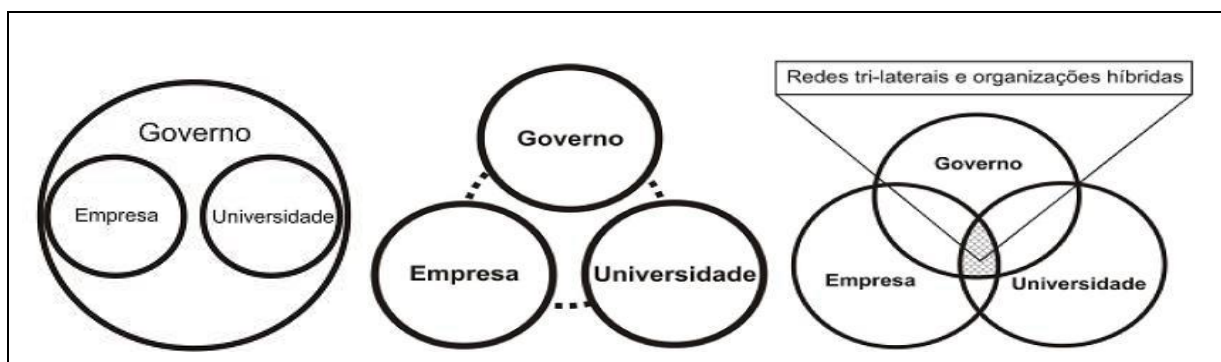 Governo
Empresa
Universidade
Governo
Empresa
Universidade
Redes tri-laterais e organizações híbridas
Governo
Empresa
Universidade